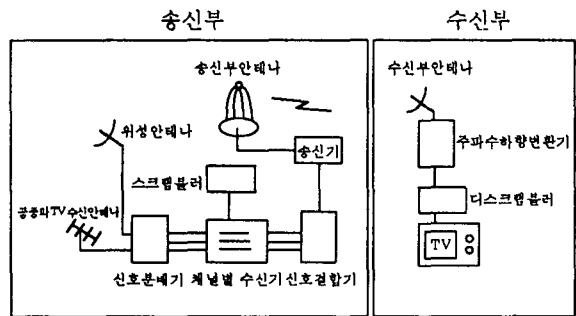 송신부
수신부
송신부안테나
위성안테나
송신기
스크램블러
공중파TV수신안테나
신호분배기 채널별 수신기 신호결합기
수신부안테나
주파수하향변환기
디스크램블러
TV